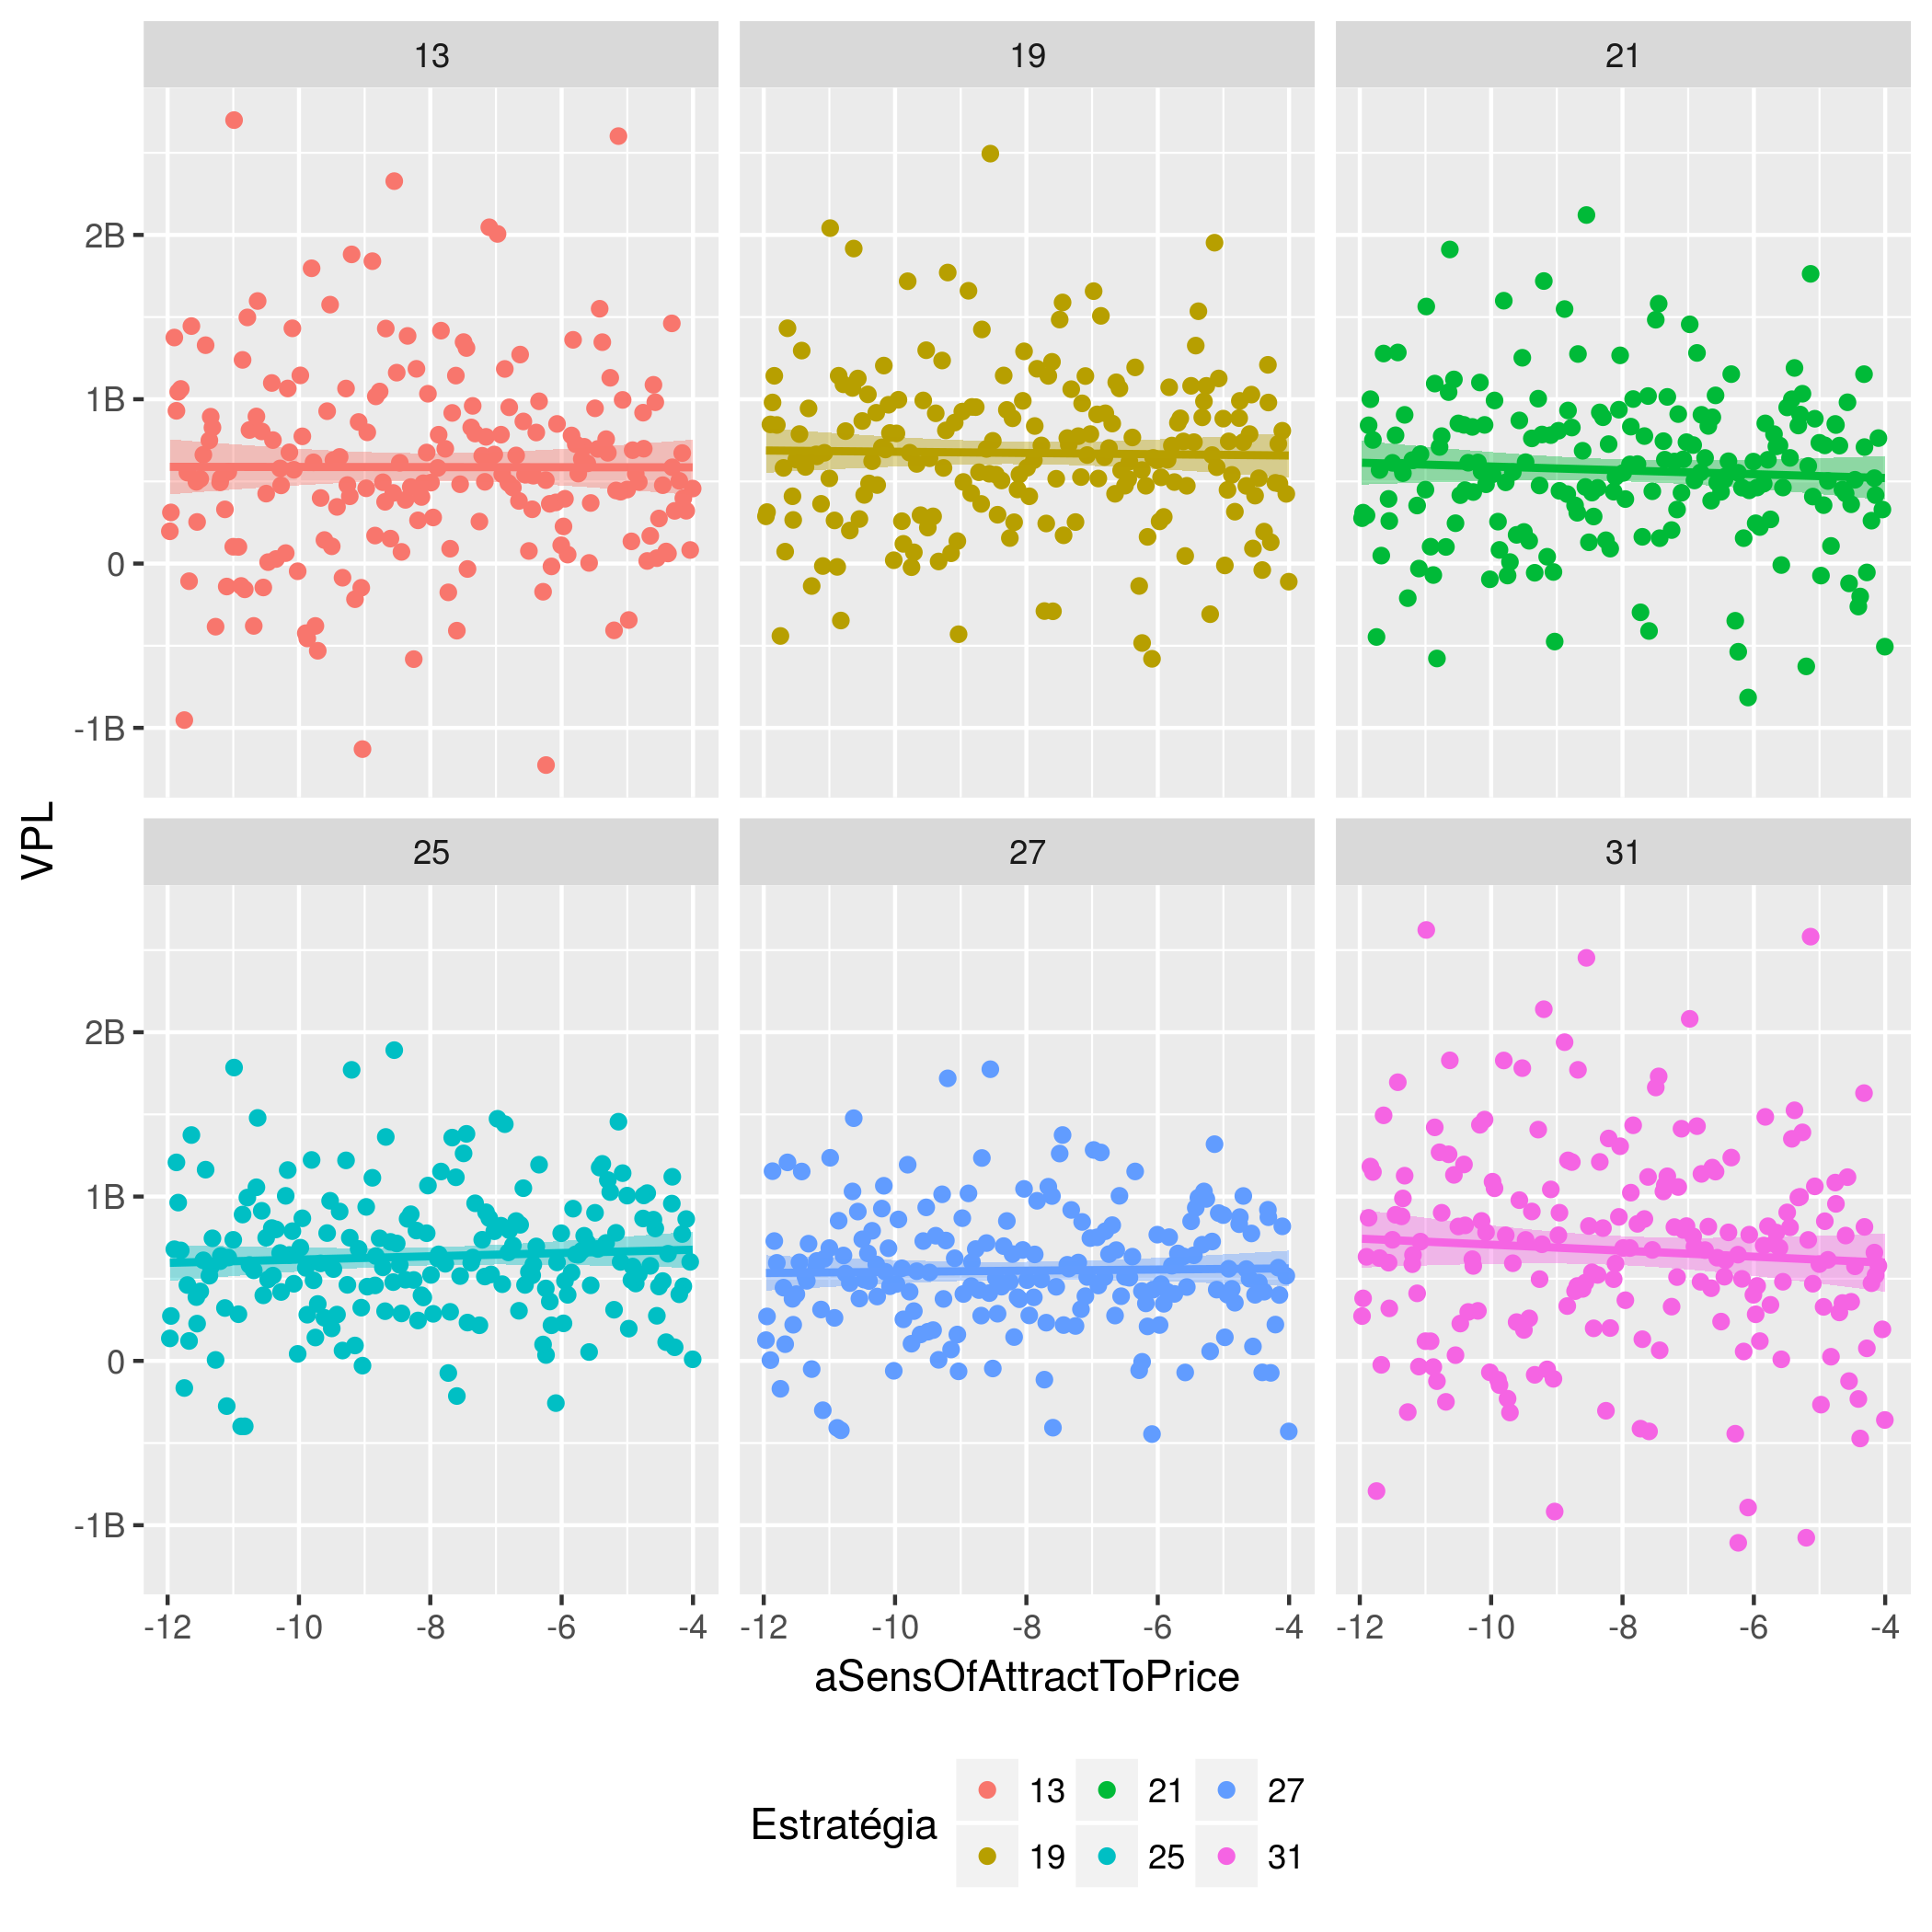 13 19 21
2B
1B
0
-1B
VPL
25 27 31
2B
1B
0
-1B
-12 -10 -8 -6 -4 -12 -10 -8 -6 -4 -12 -10 -8 -6 -4
aSensOfAttractToPrice
Estratégia
13 21 27
19 25 31